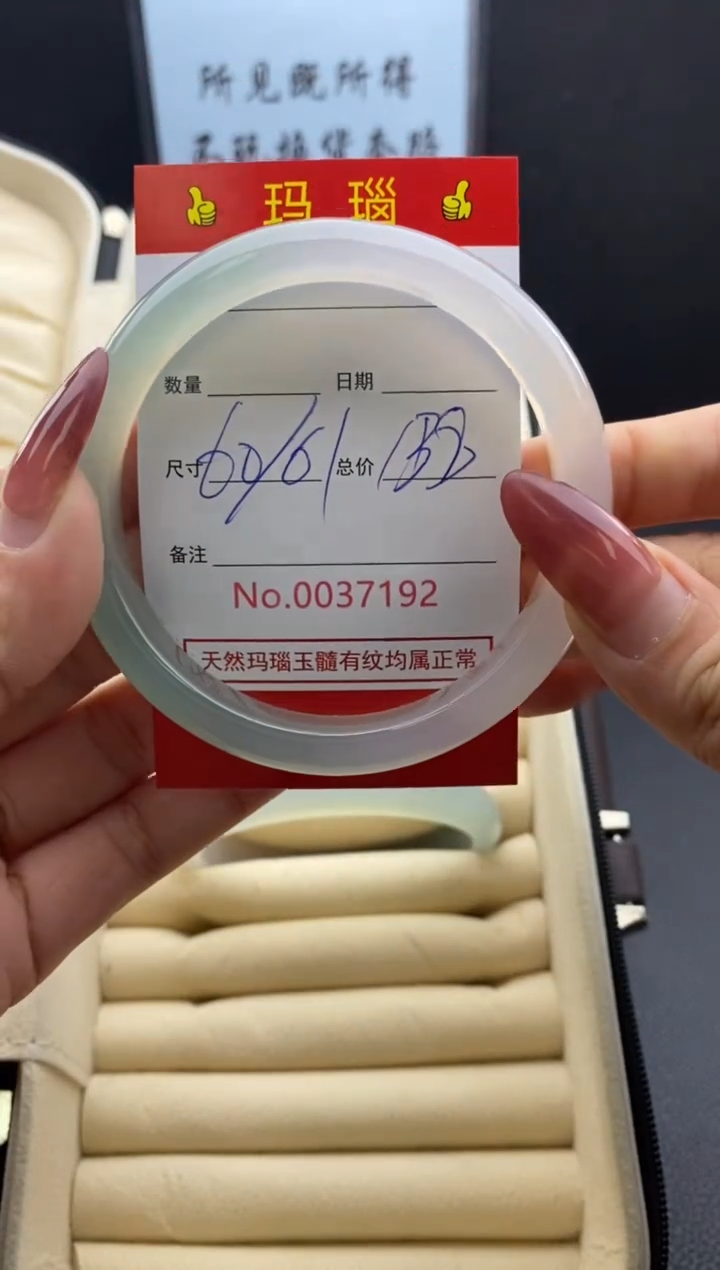 所见既所得
玛瑙
数量 日期
尺寸 60/61 总价
备注
No.0037192
天然玛瑙玉髓有纹均属正常